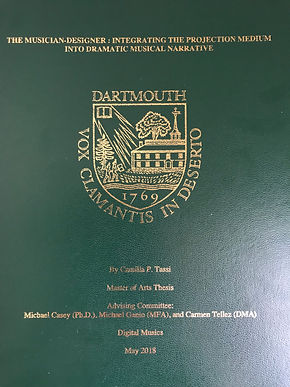 THE MUSICIAN-DESIGNER : INTEGRATING THE PROJECTION MEDIUM
INTO DRAMATIC MUSICAL NARRATIVE
DARTMOUTH
VOX CLAMANTIS IN DESERTO
1769
By Camilla P. Tassi
Master of Arts Thesis
Advising Committee:
Michael Casey (Ph.D.), Michael Ganio (MFA), and Carmen Tellez (DMA)
Digital Musics
May 2018